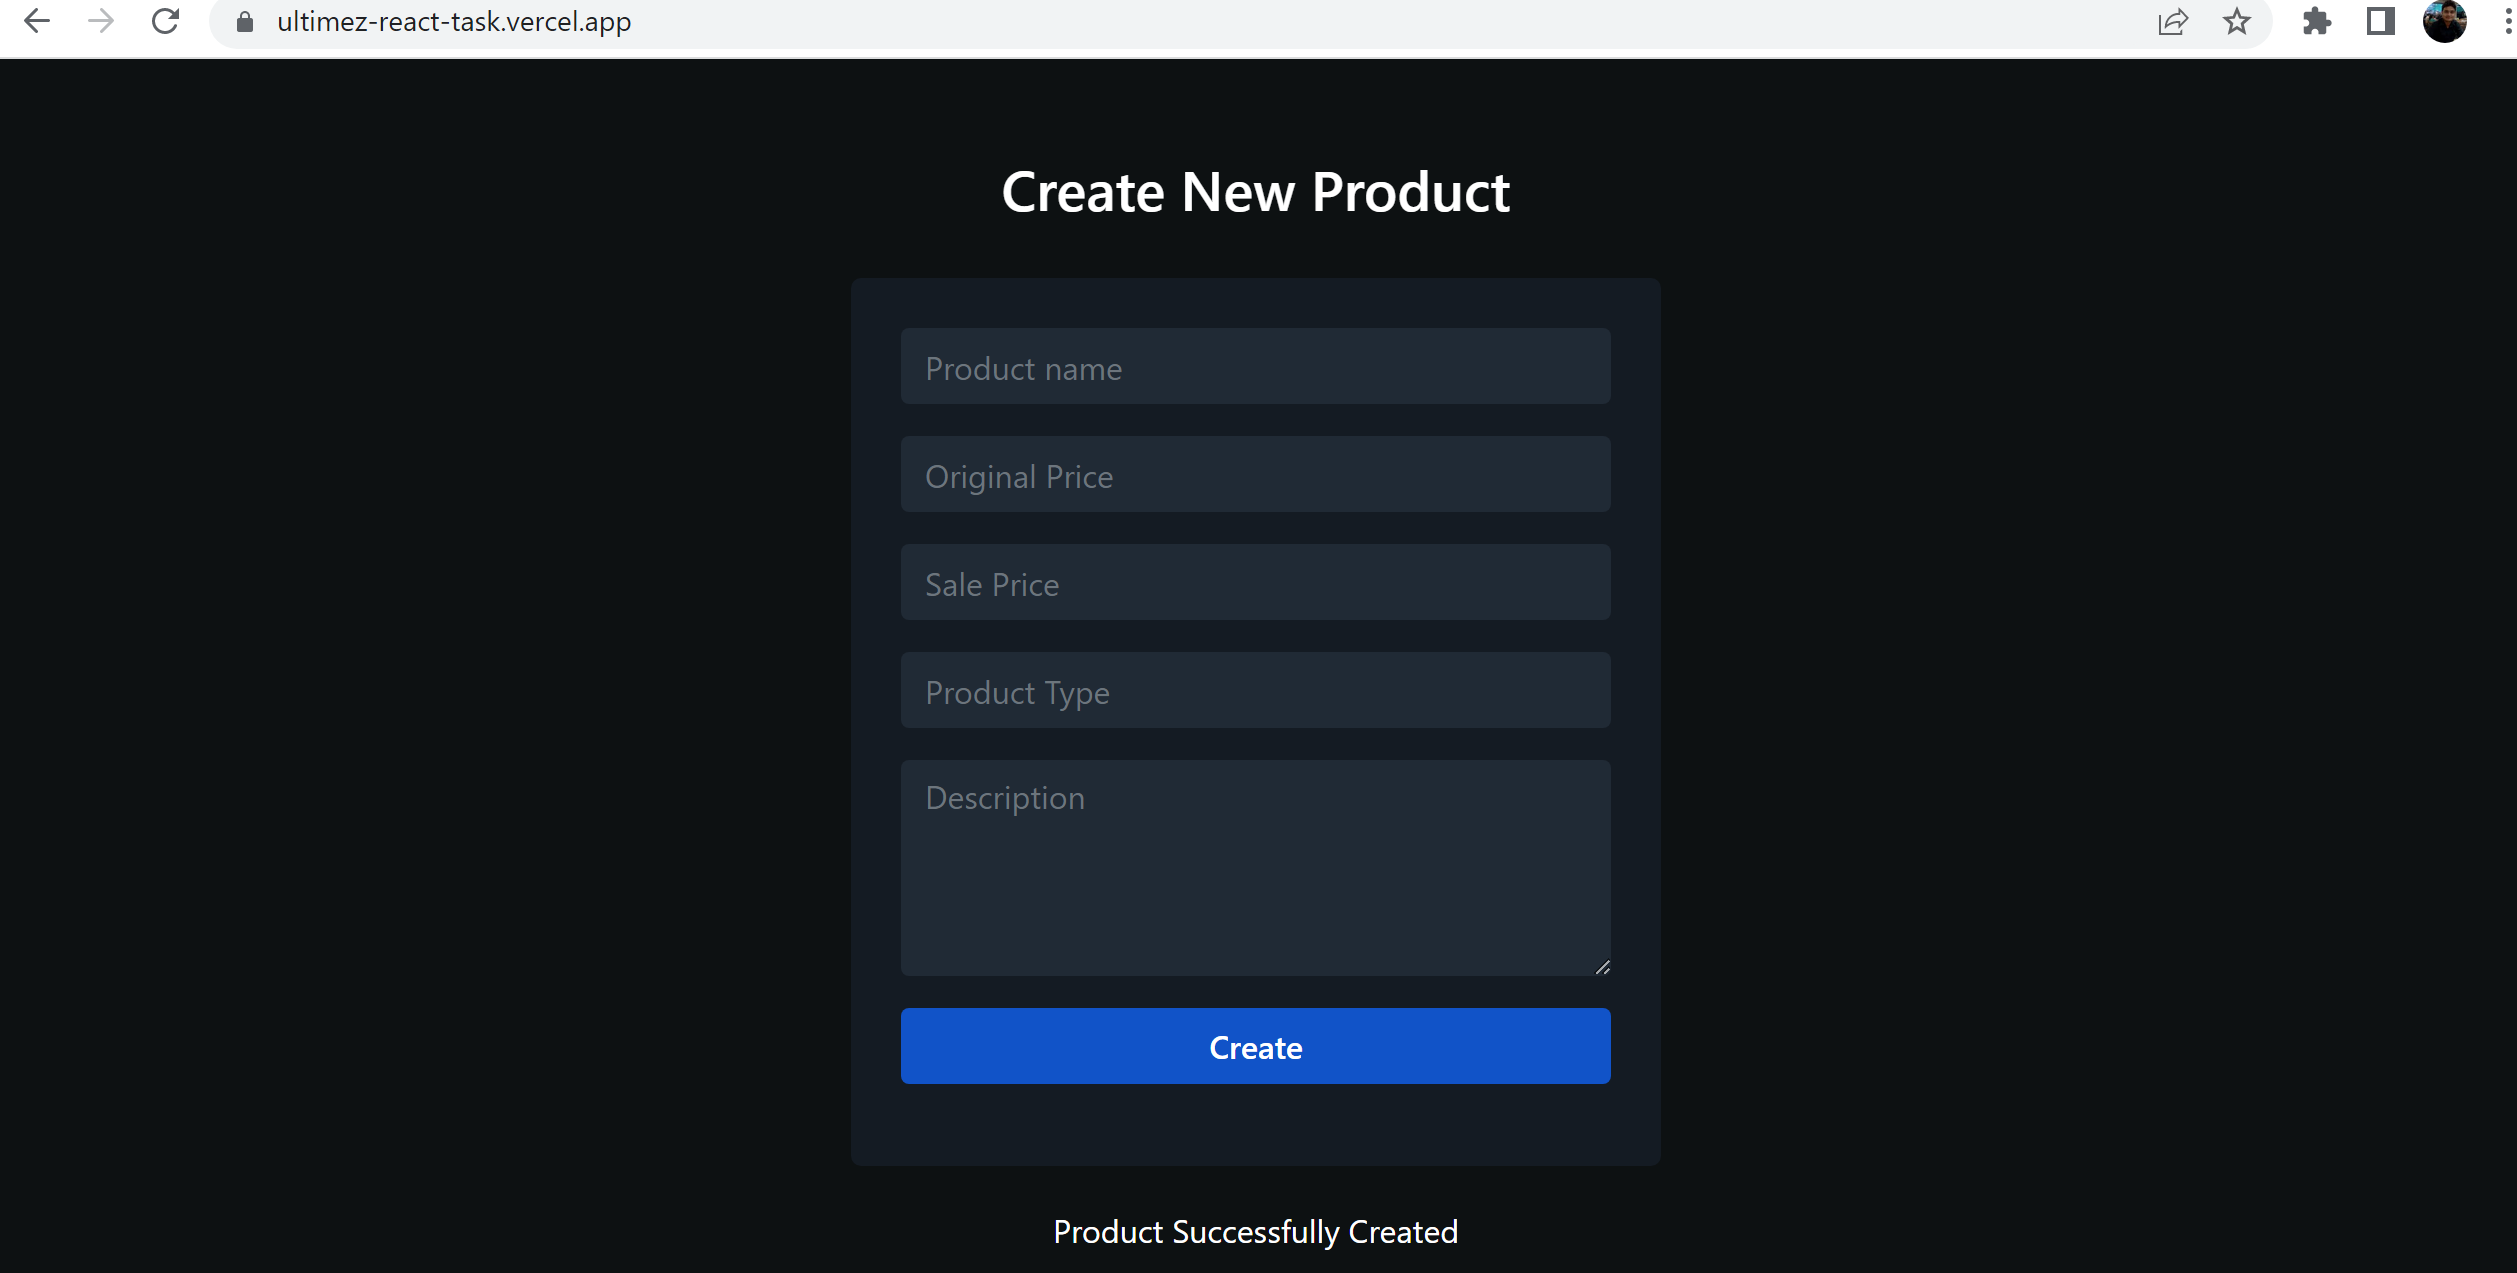 ultimez-react-task.vercel.app
Create New Product
Product name
Original Price
Sale Price
Product Type
Description
Create
Product Successfully Created